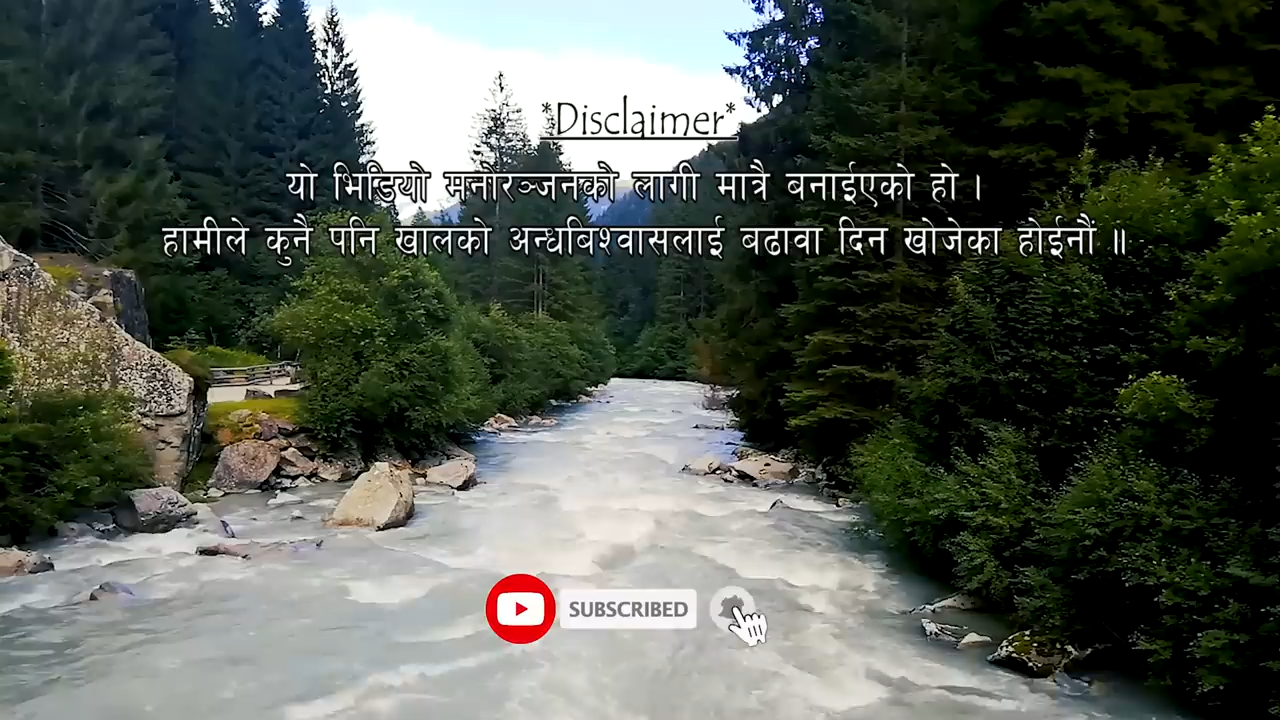 *Disclaimer*
यो भिडियो मनोरञ्जनको लागी मात्रै बनाईएको हो ।
हामीले कुनै पनि खालको अन्धबिश्वासलाई बढावा दिन खोजेका होईनौं ॥
SUBSCRIBED